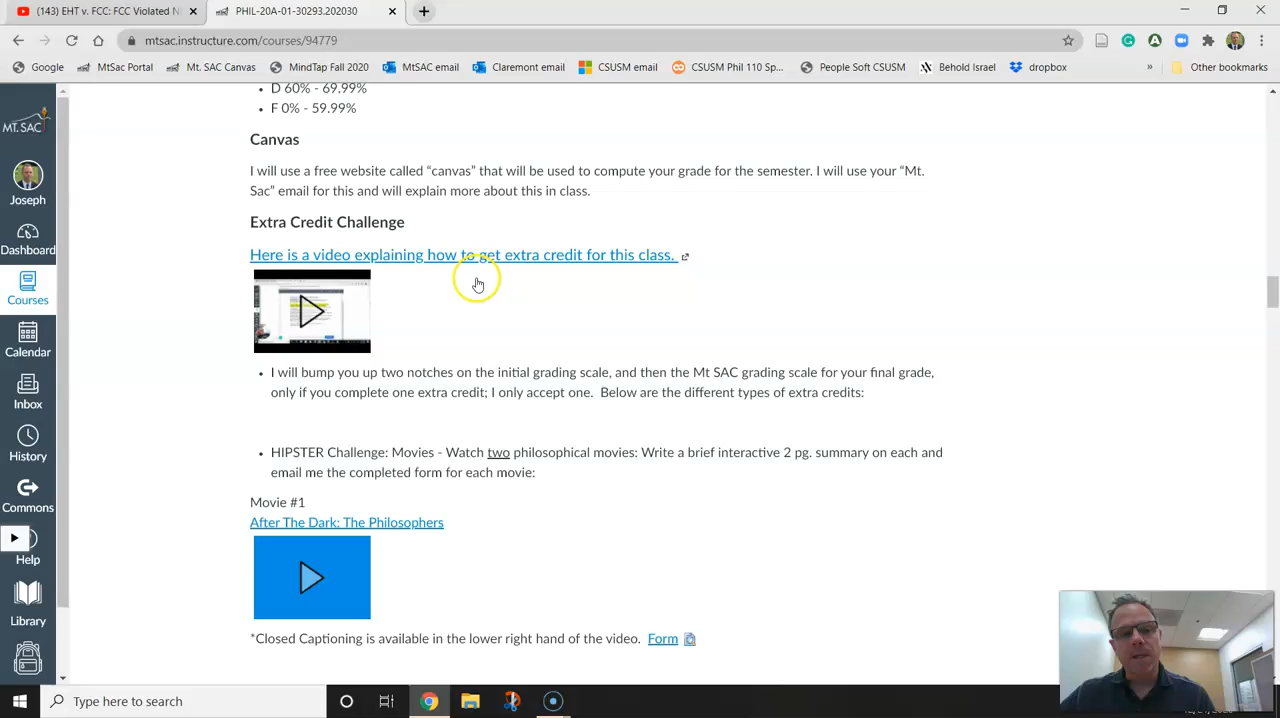 (143) EHT v. FCC: FCC Violated N
PHIL-20A-01-30293.202030
mtsac.instructure.com/courses/94779
Google
MtSac Portal
Mt. SAC Canvas
MindTap Fall 2020
MtSAC email
Claremont email
CSUSM email
CSUSM Phil 110 Sp...
People Soft CSUSM
Behold Israel
dropbox
»
Other bookmarks
MT. SAC
Joseph
Dashboard
Courses
Calendar
Inbox
History
Commons
Help
Library
• D 60% - 69.99%
• F 0% - 59.99%
Canvas
I will use a free website called “canvas” that will be used to compute your grade for the semester. I will use your “Mt.
Sac” email for this and will explain more about this in class.
Extra Credit Challenge
Here is a video explaining how to get extra credit for this class.
• I will bump you up two notches on the initial grading scale, and then the Mt SAC grading scale for your final grade,
only if you complete one extra credit; I only accept one. Below are the different types of extra credits:
• HIPSTER Challenge: Movies - Watch two philosophical movies: Write a brief interactive 2 pg. summary on each and
email me the completed form for each movie:
Movie #1
After The Dark: The Philosophers
*Closed Captioning is available in the lower right hand of the video. Form
Type here to search